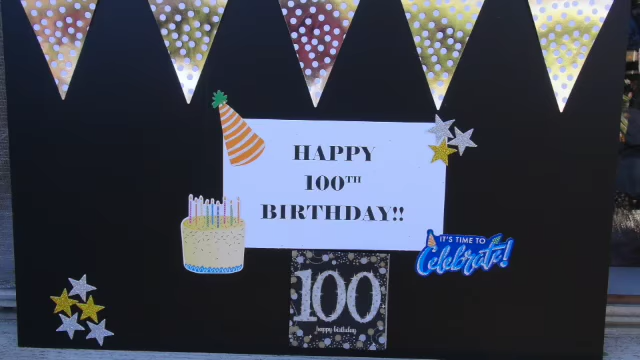 HAPPY
100TH
BIRTHDAY!!
IT'S TIME TO
Celebrate!
100
happy birthday